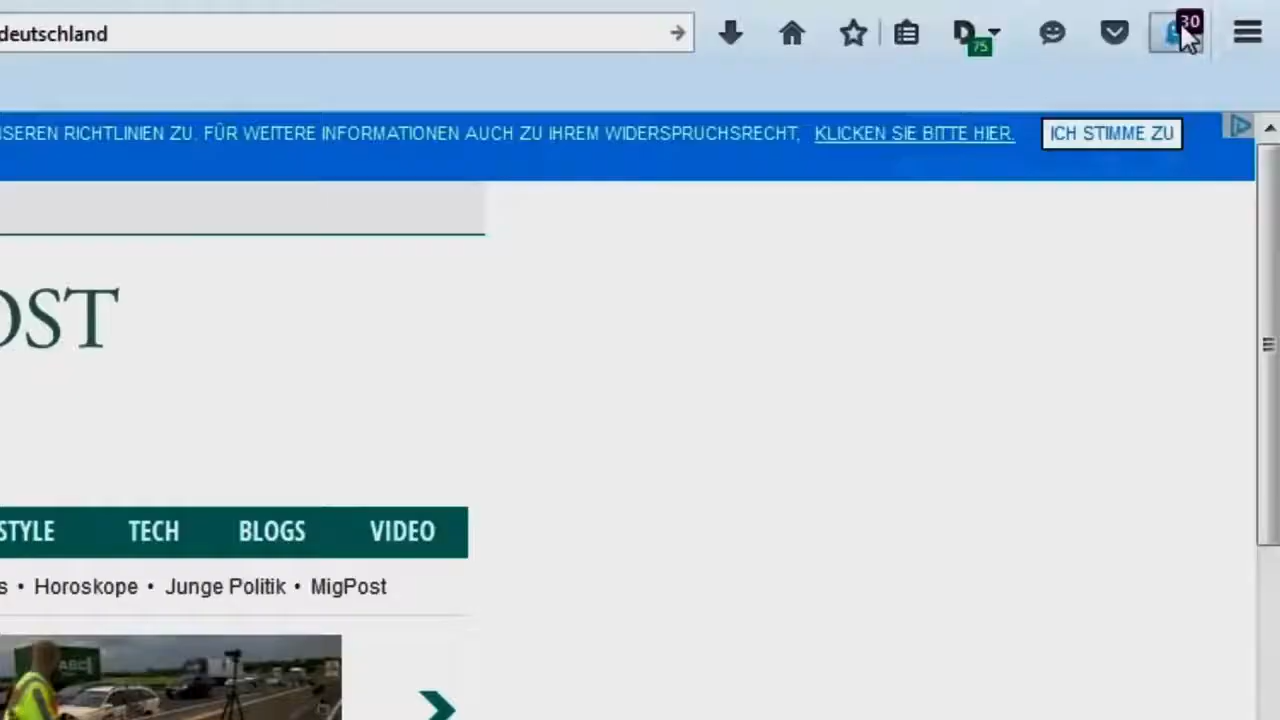 deutschland
30
75
SEREN RICHTLINIEN ZU. FÜR WEITERE INFORMATIONEN AUCH ZU IHREM WIDERSPRUCHSRECHT, KLICKEN SIE BITTE HIER. ICH STIMME ZU
OST
STYLE TECH BLOGS VIDEO
s • Horoskope • Junge Politik • MigPost